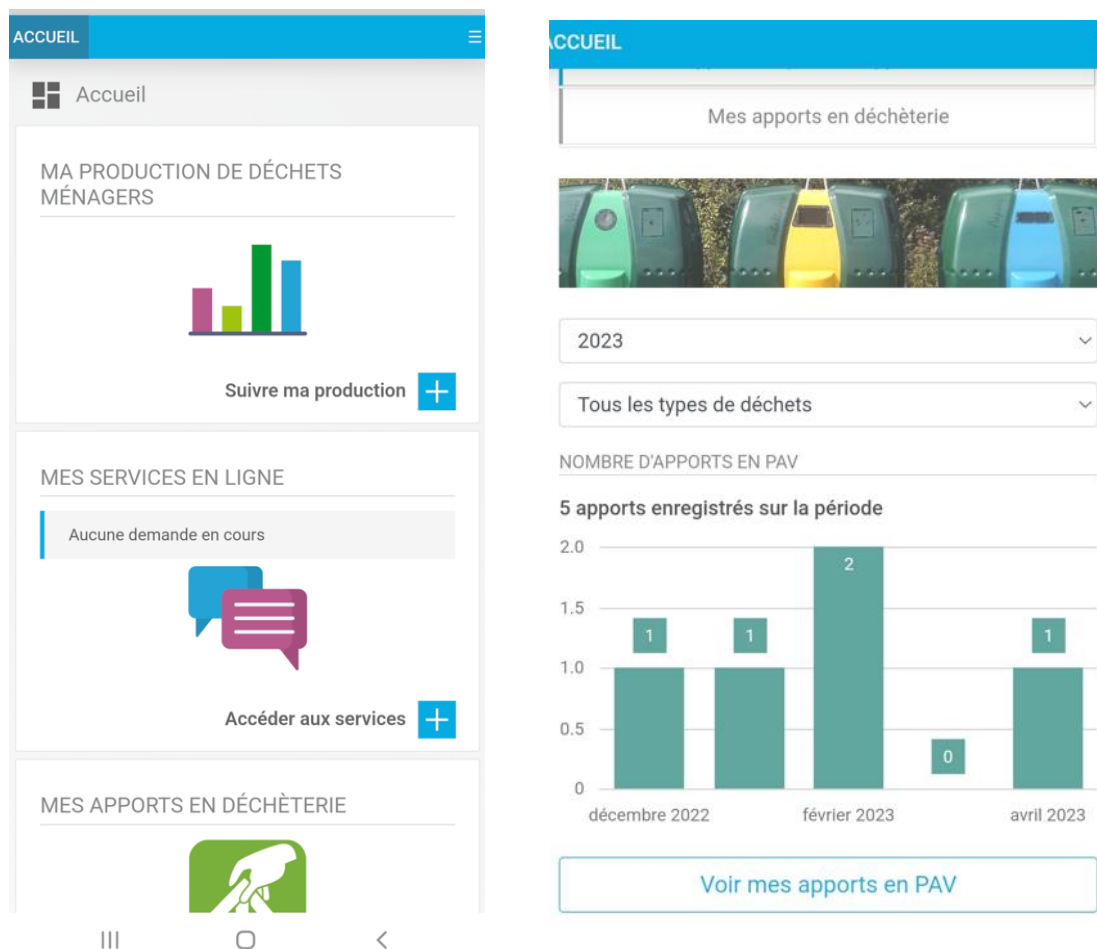 ACCUEIL
Accueil
MA PRODUCTION DE DÉCHETS
MÉNAGERS
Suivre ma production
MES SERVICES EN LIGNE
Aucune demande en cours
Accéder aux services
MES APPORTS EN DÉCHÈTERIE
ACCUEIL
Mes apports en déchèterie
2023
Tous les types de déchets
NOMBRE D'APPORTS EN PAV
5 apports enregistrés sur la période
2.0
2
1.5
1 1 1
1.0
0.5
0
0
décembre 2022 février 2023 avril 2023
Voir mes apports en PAV